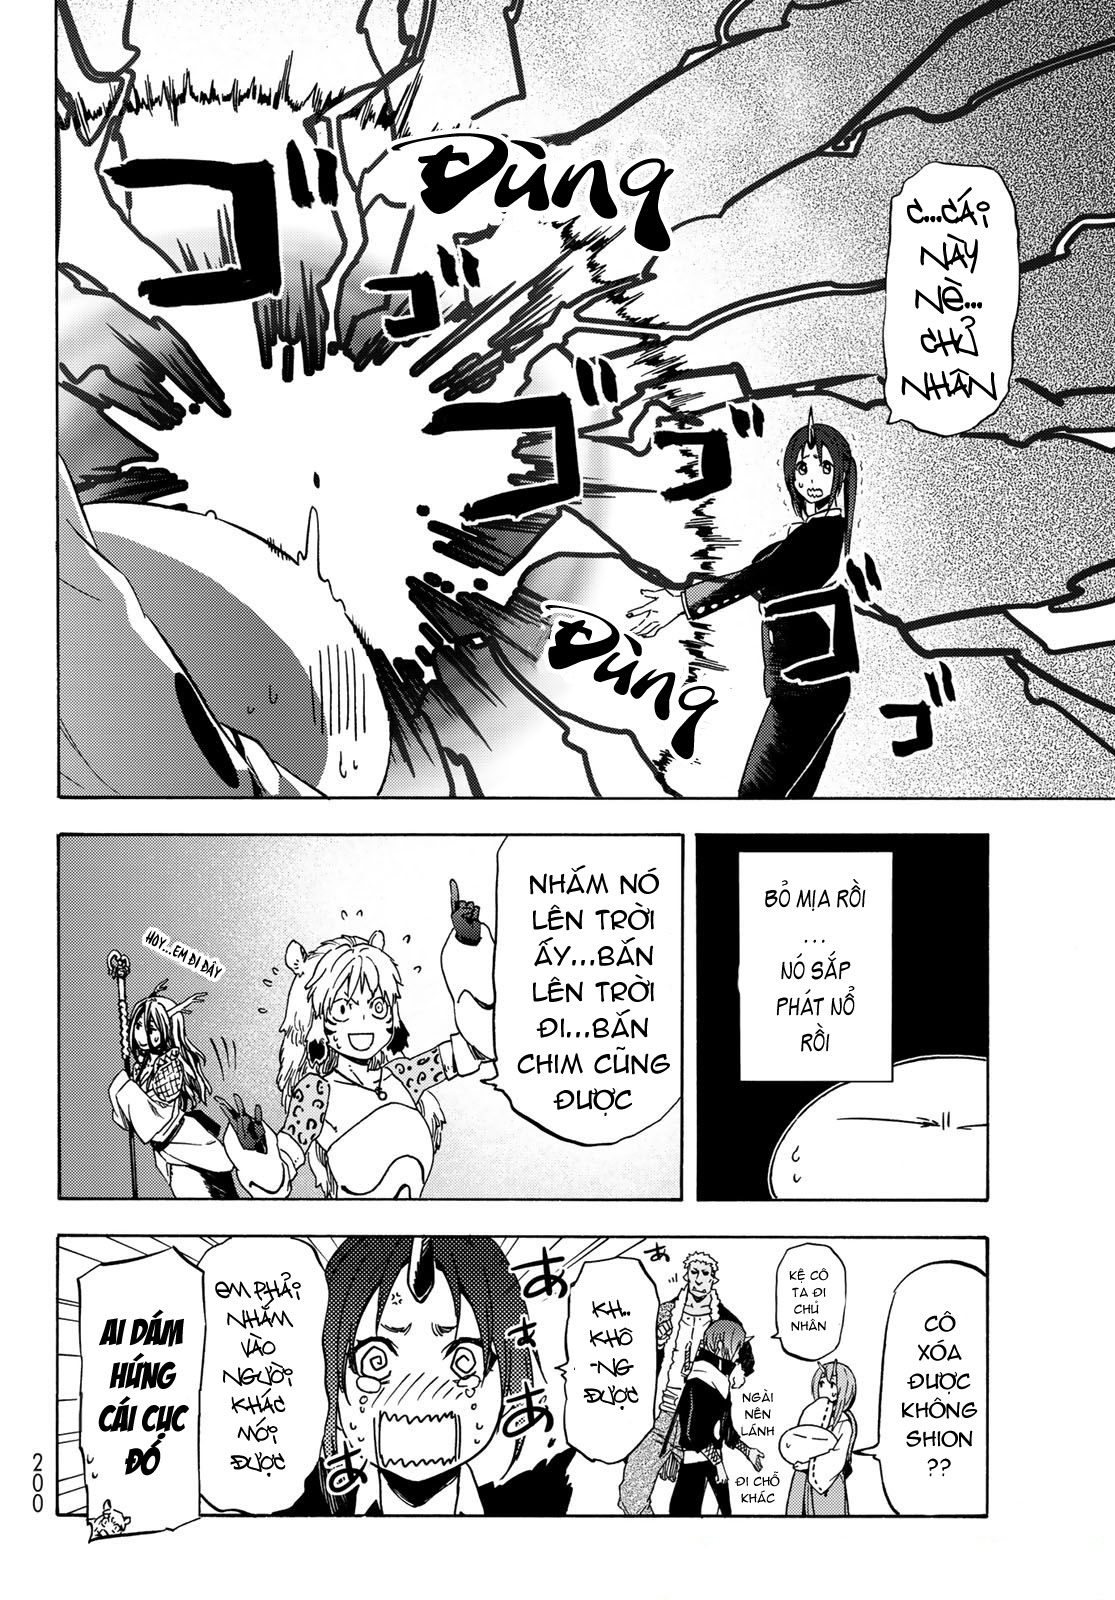 C...CÁI
NÀY
NÈ...
CHỦ
NHÂN
Đùng
ゴゴゴ
ゴゴゴ
Đùng
BỎ MỊA RỒI
...
NÓ SẮP
PHÁT NỔ
RỒI
NHẮM NÓ
LÊN TRỜI
ẤY...BẮN
LÊN TRỜI
ĐI...BẮN
CHIM CŨNG
ĐƯỢC
HOY...EM ĐI ĐÂY
CÔ
XÓA
ĐƯỢC
KHÔNG
SHION
??
KỆ CÔ
TA ĐI
CHỦ
NHÂN
NGÀI
NÊN
LÁNH
ĐI CHỖ
KHÁC
あ
KH..
KHÔ
-NG
ĐƯỢC
あ
あ
あ
EM PHẢI
NHẮM
VÀO
NGƯỜI
KHÁC
MỚI
ĐƯỢC
AI DÁM
HỨNG
CÁI CỤC
ĐÓ
200